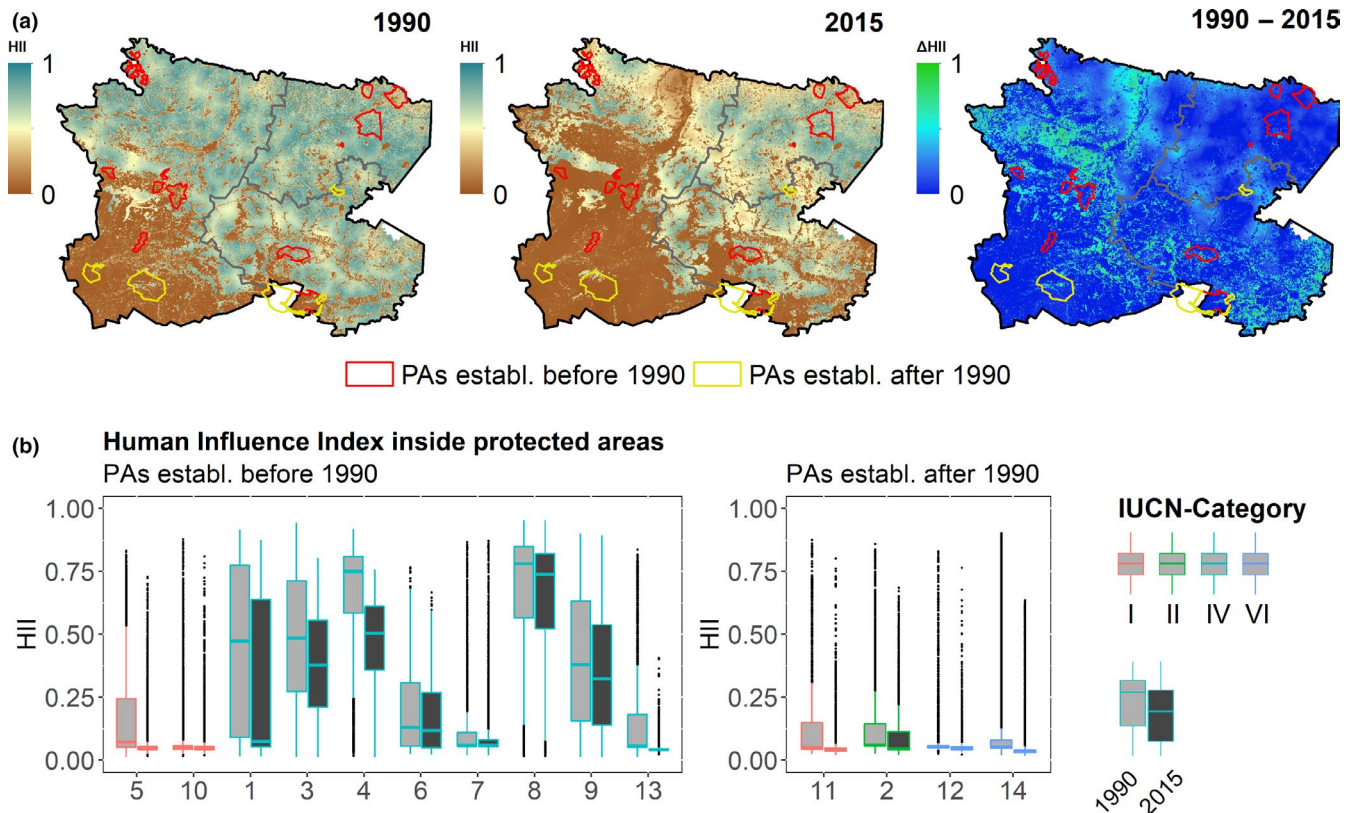 (a)
1990
2015
1990 – 2015
HII
1
0
HII
1
0
ΔHII
1
0
PAs establ. before 1990
PAs establ. after 1990
(b)
Human Influence Index inside protected areas
PAs establ. before 1990
PAs establ. after 1990
HII
1.00
0.75
0.50
0.25
0.00
5 10 1 3 4 6 7 8 9 13
HII
1.00
0.75
0.50
0.25
0.00
11 2 12 14
IUCN-Category
I II IV VI
1990
2015